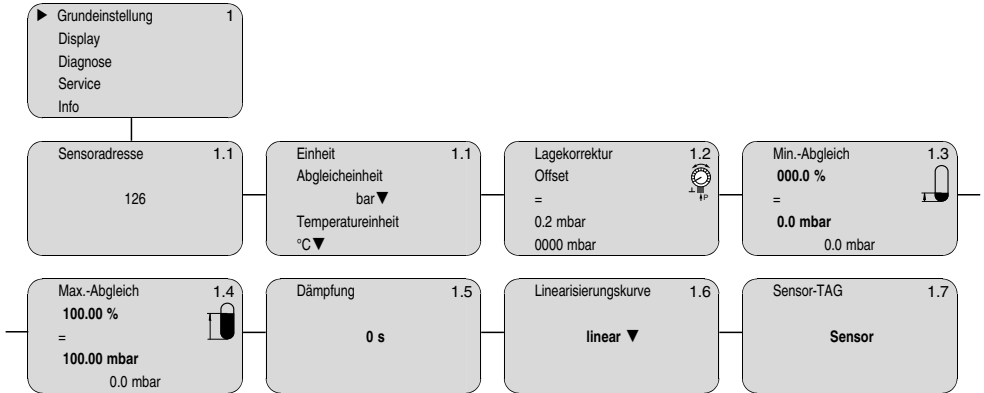 ▶ Grundeinstellung 1
Display
Diagnose
Service
Info
Sensoradresse 1.1
126
Einheit 1.1
Abgleicheinheit
bar▼
Temperatureinheit
°C▼
Lagekorrektur 1.2
Offset
=
0.2 mbar
0000 mbar
P
Min.-Abgleich 1.3
000.0 %
=
0.0 mbar
0.0 mbar
Max.-Abgleich 1.4
100.00 %
=
100.00 mbar
0.0 mbar
Dämpfung 1.5
0 s
Linearisierungskurve 1.6
linear ▼
Sensor-TAG 1.7
Sensor